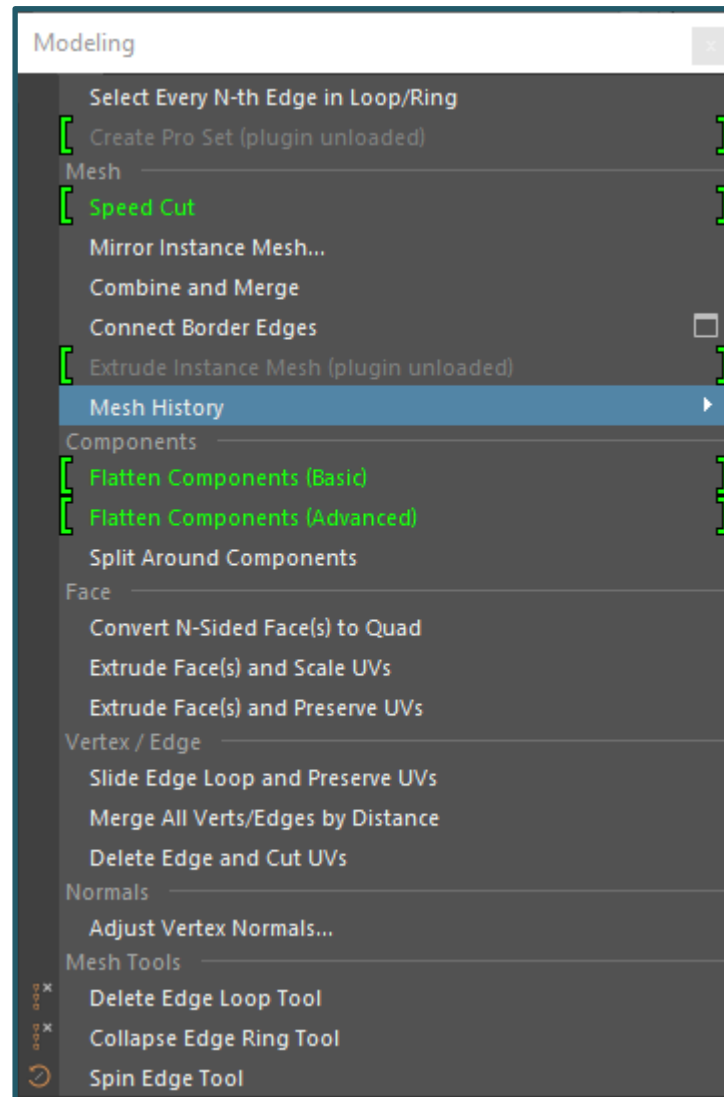 Modeling
Select Every N-th Edge in Loop/Ring
Create Pro Set (plugin unloaded)
Mesh
Speed Cut
Mirror Instance Mesh...
Combine and Merge
Connect Border Edges
Extrude Instance Mesh (plugin unloaded)
Mesh History
Components
Flatten Components (Basic)
Flatten Components (Advanced)
Split Around Components
Face
Convert N-Sided Face(s) to Quad
Extrude Face(s) and Scale UVs
Extrude Face(s) and Preserve UVs
Vertex / Edge
Slide Edge Loop and Preserve UVs
Merge All Verts/Edges by Distance
Delete Edge and Cut UVs
Normals
Adjust Vertex Normals...
Mesh Tools
Delete Edge Loop Tool
Collapse Edge Ring Tool
Spin Edge Tool